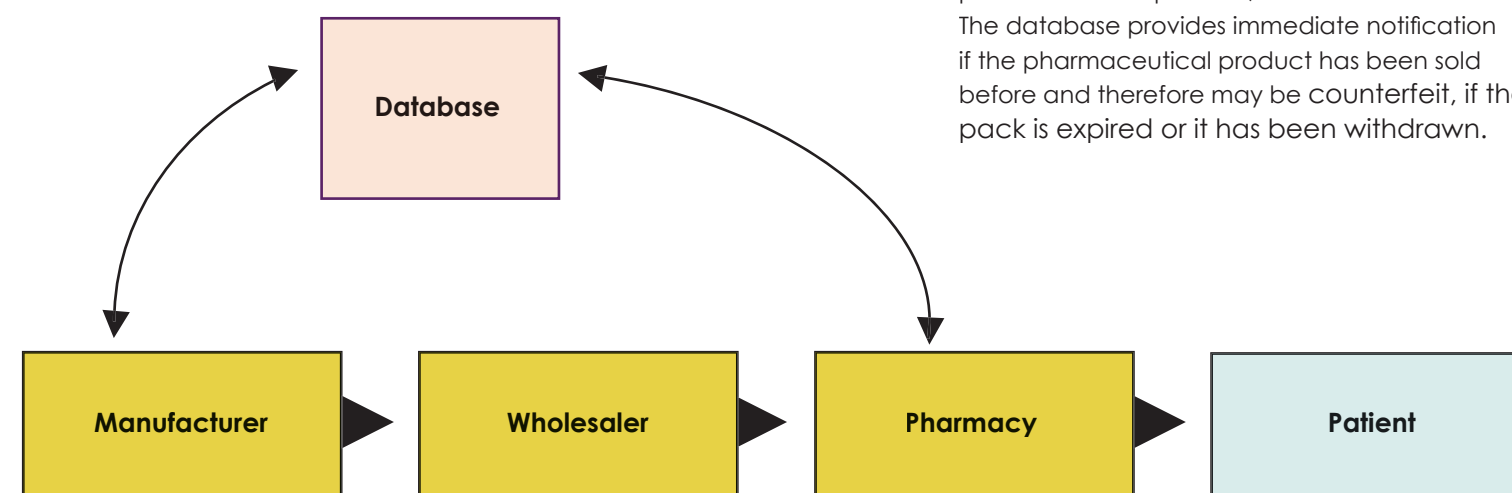 The database provides immediate notification
if the pharmaceutical product has been sold
before and therefore may be counterfeit, if
pack is expired or it has been withdrawn.
Database
Manufacturer
Wholesaler
Pharmacy
Patient